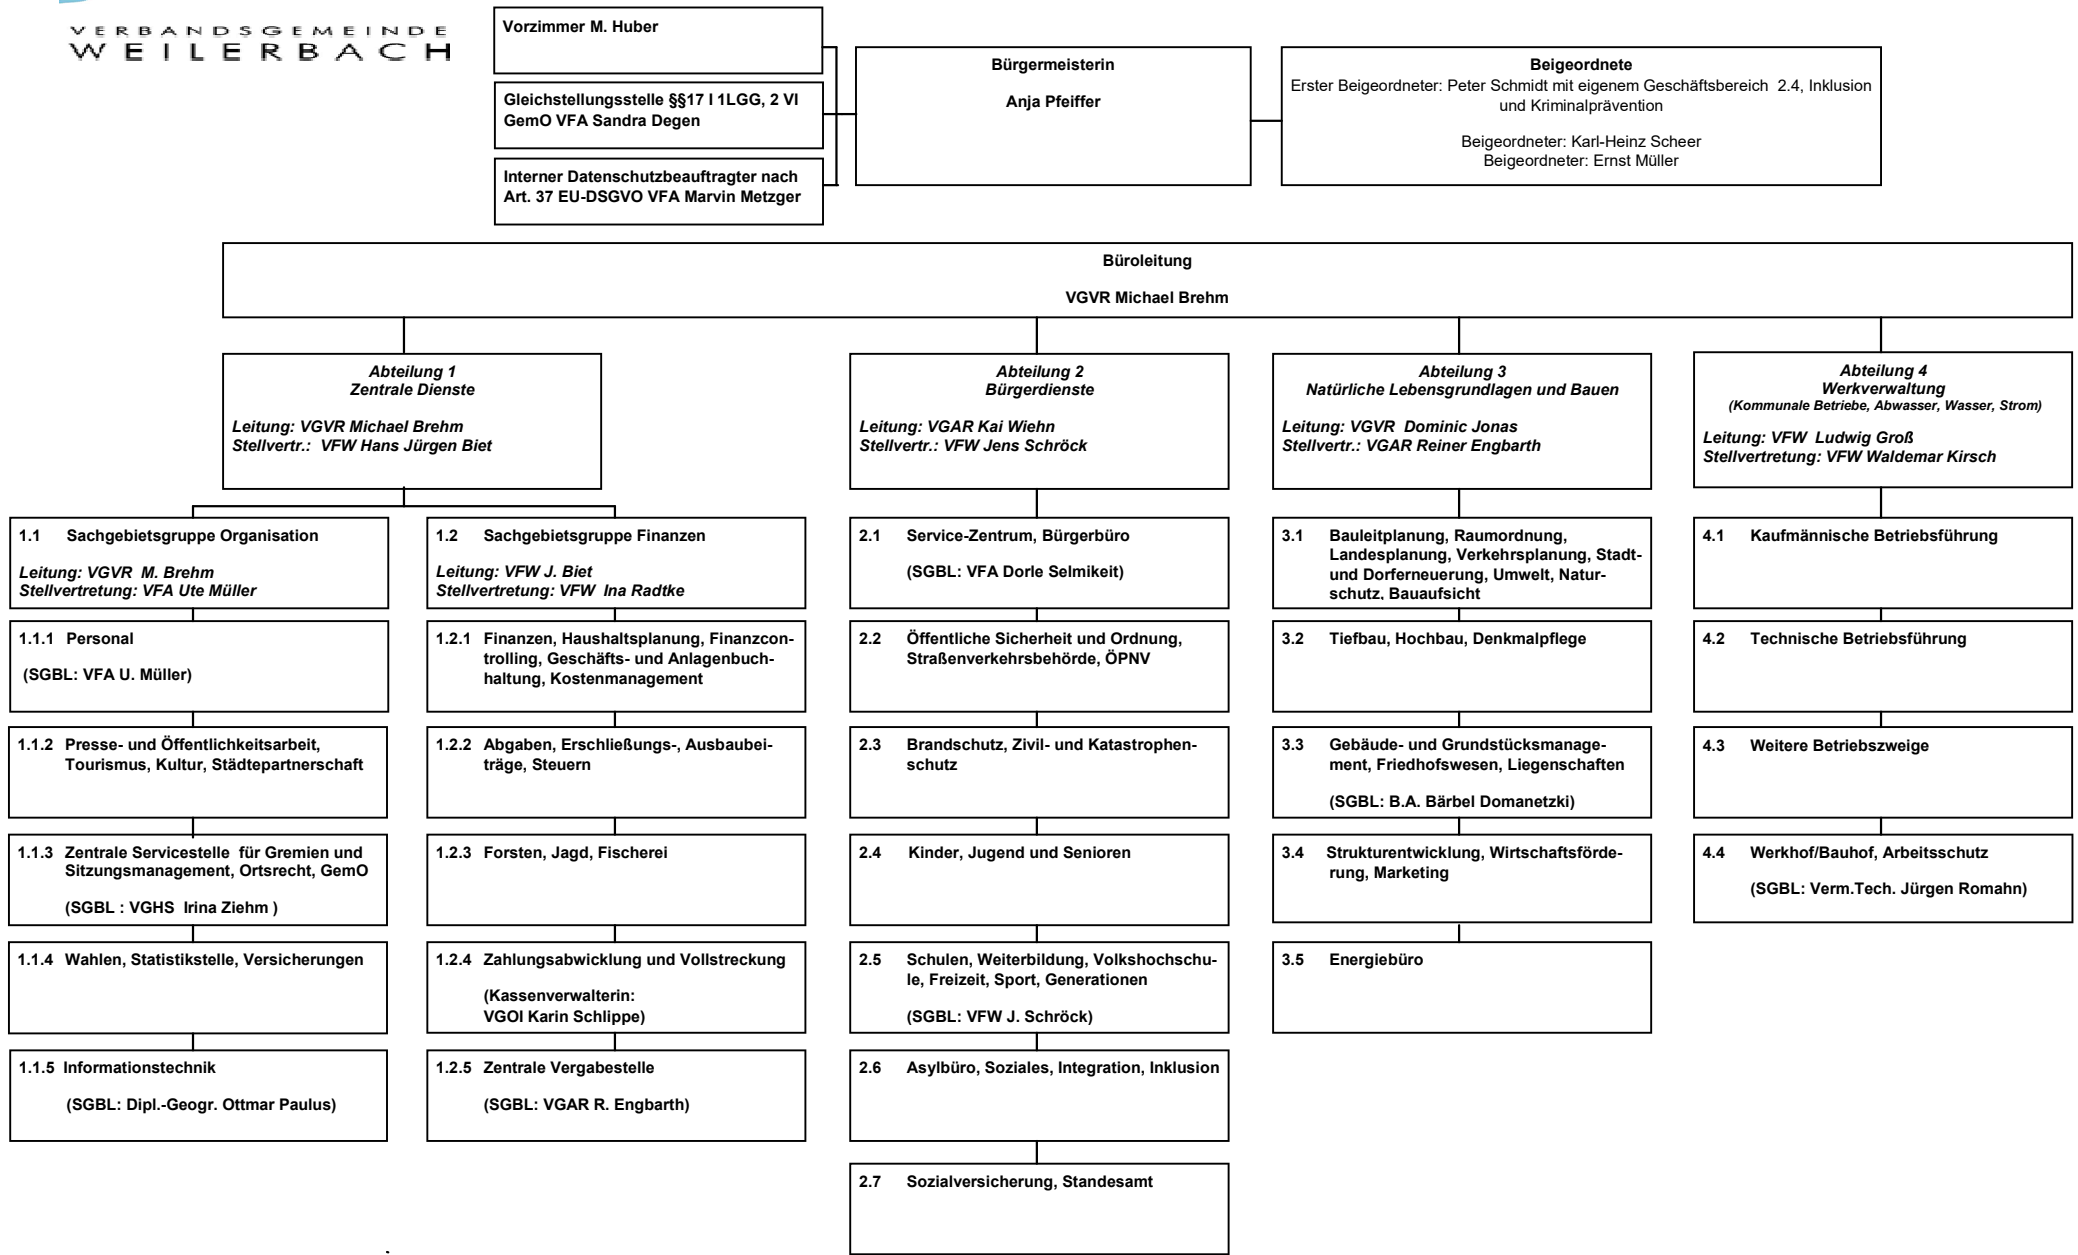 VERBANDSGEMEINDE
WEILERBACH
Vorzimmer M. Huber
Gleichstellungsstelle §§17 I 1LGG, 2 VI
GemO VFA Sandra Degen
Interner Datenschutzbeauftragter nach
Art. 37 EU-DSGVO VFA Marvin Metzger
Bürgermeisterin
Anja Pfeiffer
Beigeordnete
Erster Beigeordneter: Peter Schmidt mit eigenem Geschäftsbereich 2.4, Inklusion
und Kriminalprävention
Beigeordneter: Karl-Heinz Scheer
Beigeordneter: Ernst Müller
Büroleitung
VGVR Michael Brehm
Abteilung 1
Zentrale Dienste
Leitung: VGVR Michael Brehm
Stellvertr.: VFW Hans Jürgen Biet
1.1 Sachgebietsgruppe Organisation
Leitung: VGVR M. Brehm
Stellvertretung: VFA Ute Müller
1.1.1 Personal
(SGBL: VFA U. Müller)
1.1.2 Presse- und Öffentlichkeitsarbeit,
Tourismus, Kultur, Städtepartnerschaft
1.1.3 Zentrale Servicestelle für Gremien und
Sitzungsmanagement, Ortsrecht, GemO
(SGBL : VGHS Irina Ziehm )
1.1.4 Wahlen, Statistikstelle, Versicherungen
1.1.5 Informationstechnik
(SGBL: Dipl.-Geogr. Ottmar Paulus)
1.2 Sachgebietsgruppe Finanzen
Leitung: VFW J. Biet
Stellvertretung: VFW Ina Radtke
1.2.1 Finanzen, Haushaltsplanung, Finanzcon-
trolling, Geschäfts- und Anlagenbuch-
haltung, Kostenmanagement
1.2.2 Abgaben, Erschließungs-, Ausbaubei-
träge, Steuern
1.2.3 Forsten, Jagd, Fischerei
1.2.4 Zahlungsabwicklung und Vollstreckung
(Kassenverwalterin:
VGOI Karin Schlippe)
1.2.5 Zentrale Vergabestelle
(SGBL: VGAR R. Engbarth)
Abteilung 2
Bürgerdienste
Leitung: VGAR Kai Wiehn
Stellvertr.: VFW Jens Schröck
2.1 Service-Zentrum, Bürgerbüro
(SGBL: VFA Dorle Selmikeit)
2.2 Öffentliche Sicherheit und Ordnung,
Straßenverkehrsbehörde, ÖPNV
2.3 Brandschutz, Zivil- und Katastrophen-
schutz
2.4 Kinder, Jugend und Senioren
2.5 Schulen, Weiterbildung, Volkshochschu-
le, Freizeit, Sport, Generationen
(SGBL: VFW J. Schröck)
2.6 Asylbüro, Soziales, Integration, Inklusion
2.7 Sozialversicherung, Standesamt
Abteilung 3
Natürliche Lebensgrundlagen und Bauen
Leitung: VGVR Dominic Jonas
Stellvertr.: VGAR Reiner Engbarth
3.1 Bauleitplanung, Raumordnung,
Landesplanung, Verkehrsplanung, Stadt-
und Dorferneuerung, Umwelt, Natur-
schutz, Bauaufsicht
3.2 Tiefbau, Hochbau, Denkmalpflege
3.3 Gebäude- und Grundstücksmanage-
ment, Friedhofswesen, Liegenschaften
(SGBL: B.A. Bärbel Domanetzki)
3.4 Strukturentwicklung, Wirtschaftsförde-
rung, Marketing
3.5 Energiebüro
Abteilung 4
Werkverwaltung
(Kommunale Betriebe, Abwasser, Wasser, Strom)
Leitung: VFW Ludwig Groß
Stellvertretung: VFW Waldemar Kirsch
4.1 Kaufmännische Betriebsführung
4.2 Technische Betriebsführung
4.3 Weitere Betriebszweige
4.4 Werkhof/Bauhof, Arbeitsschutz
(SGBL: Verm.Tech. Jürgen Romahn)